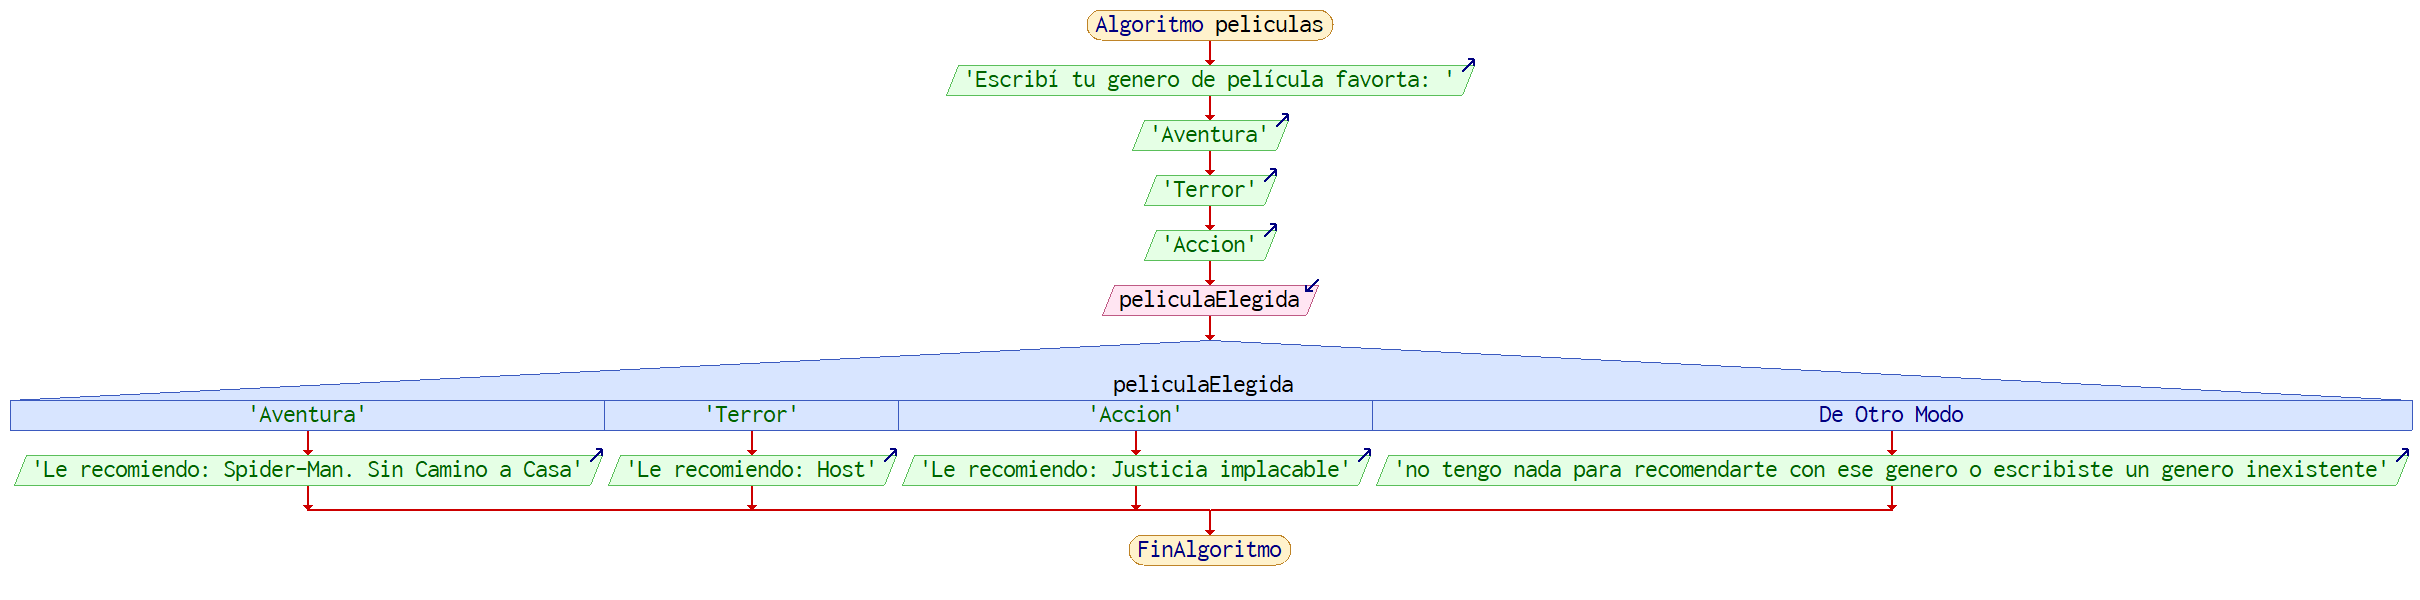 Algoritmo peliculas
'Escribí tu genero de película favorta: '
'Aventura'
'Terror'
'Accion'
peliculaElegida
peliculaElegida
'Aventura' 'Terror' 'Accion' De Otro Modo
'Le recomiendo: Spider-Man. Sin Camino a Casa' 'Le recomiendo: Host' 'Le recomiendo: Justicia implacable' 'no tengo nada para recomendarte con ese genero o escribiste un genero inexistente'
FinAlgoritmo